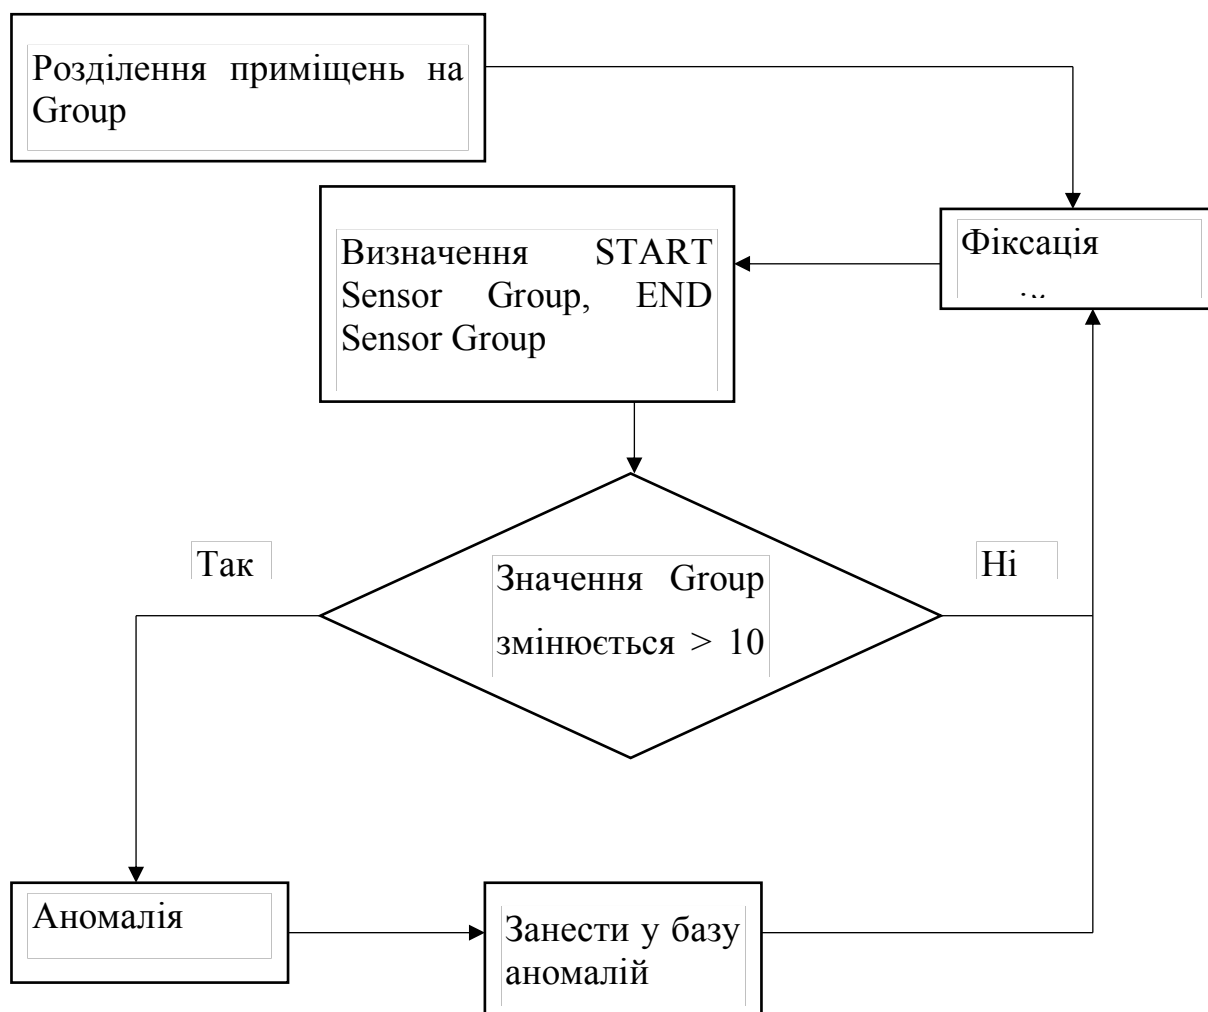 Розділення приміщень на
Group
Визначення START
Sensor Group, END
Sensor Group
Фіксація
Так
Значення Group
змінюється > 10
Ні
Аномалія
Занести у базу
аномалій